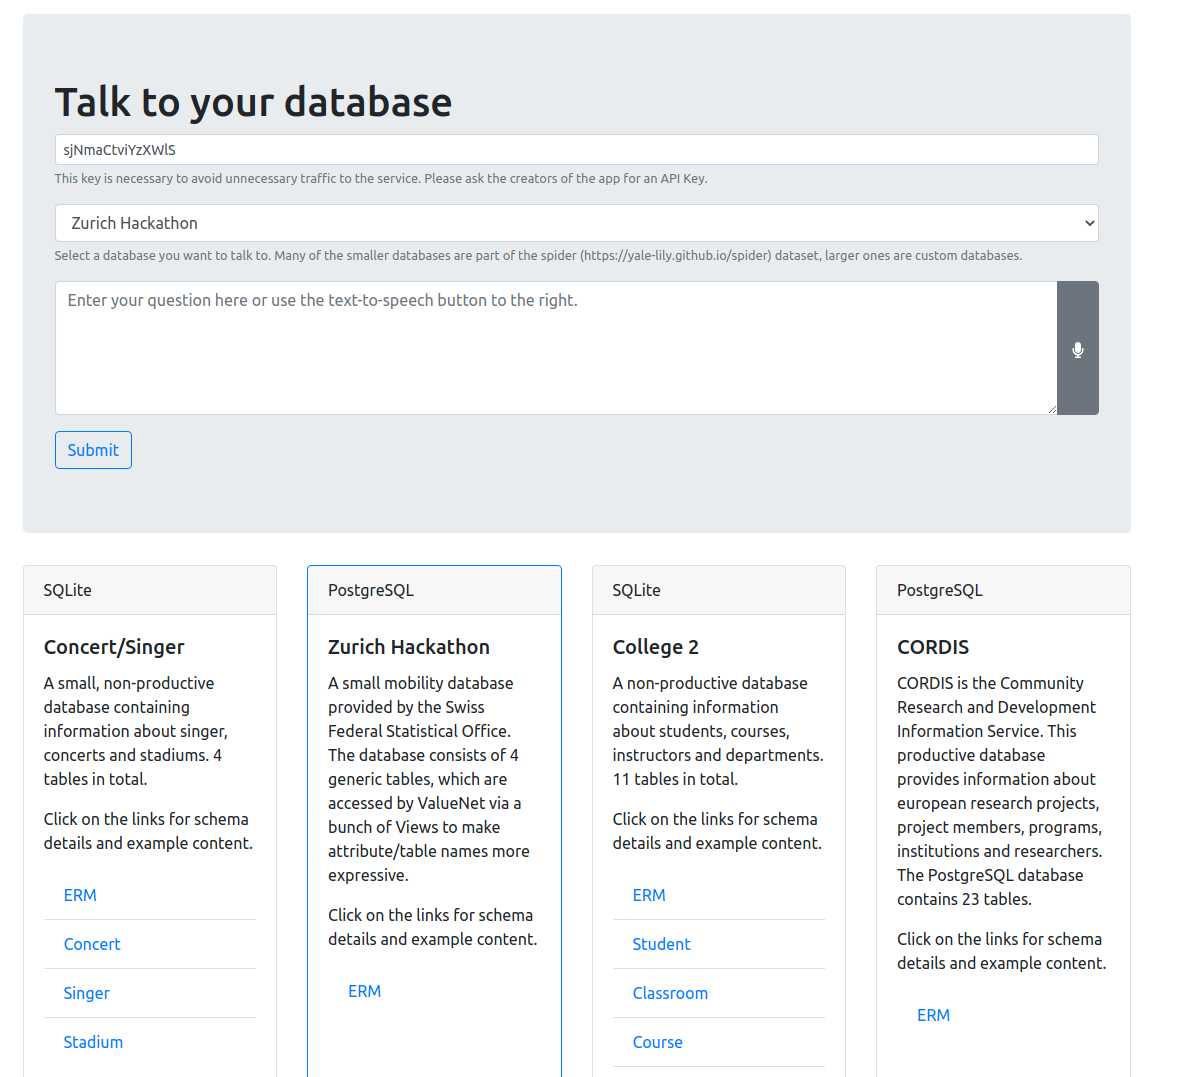 Talk to your database
sjNmaCtviYzXWlS
This key is necessary to avoid unnecessary traffic to the service. Please ask the creators of the app for an API Key.
Zurich Hackathon
Select a database you want to talk to. Many of the smaller databases are part of the spider (https://yale-lily.github.io/spider) dataset, larger ones are custom databases.
Enter your question here or use the text-to-speech button to the right.
Submit
SQLite
Concert/Singer
A small, non-productive
database containing
information about singer,
concerts and stadiums. 4
tables in total.
Click on the links for schema
details and example content.
ERM
Concert
Singer
Stadium
PostgreSQL
Zurich Hackathon
A small mobility database
provided by the Swiss
Federal Statistical Office.
The database consists of 4
generic tables, which are
accessed by ValueNet via a
bunch of Views to make
attribute/table names more
expressive.
Click on the links for schema
details and example content.
ERM
SQLite
College 2
A non-productive database
containing information
about students, courses,
instructors and departments.
11 tables in total.
Click on the links for schema
details and example content.
ERM
Student
Classroom
Course
PostgreSQL
CORDIS
CORDIS is the Community
Research and Development
Information Service. This
productive database
provides information about
european research projects,
project members, programs,
institutions and researchers.
The PostgreSQL database
contains 23 tables.
Click on the links for schema
details and example content.
ERM